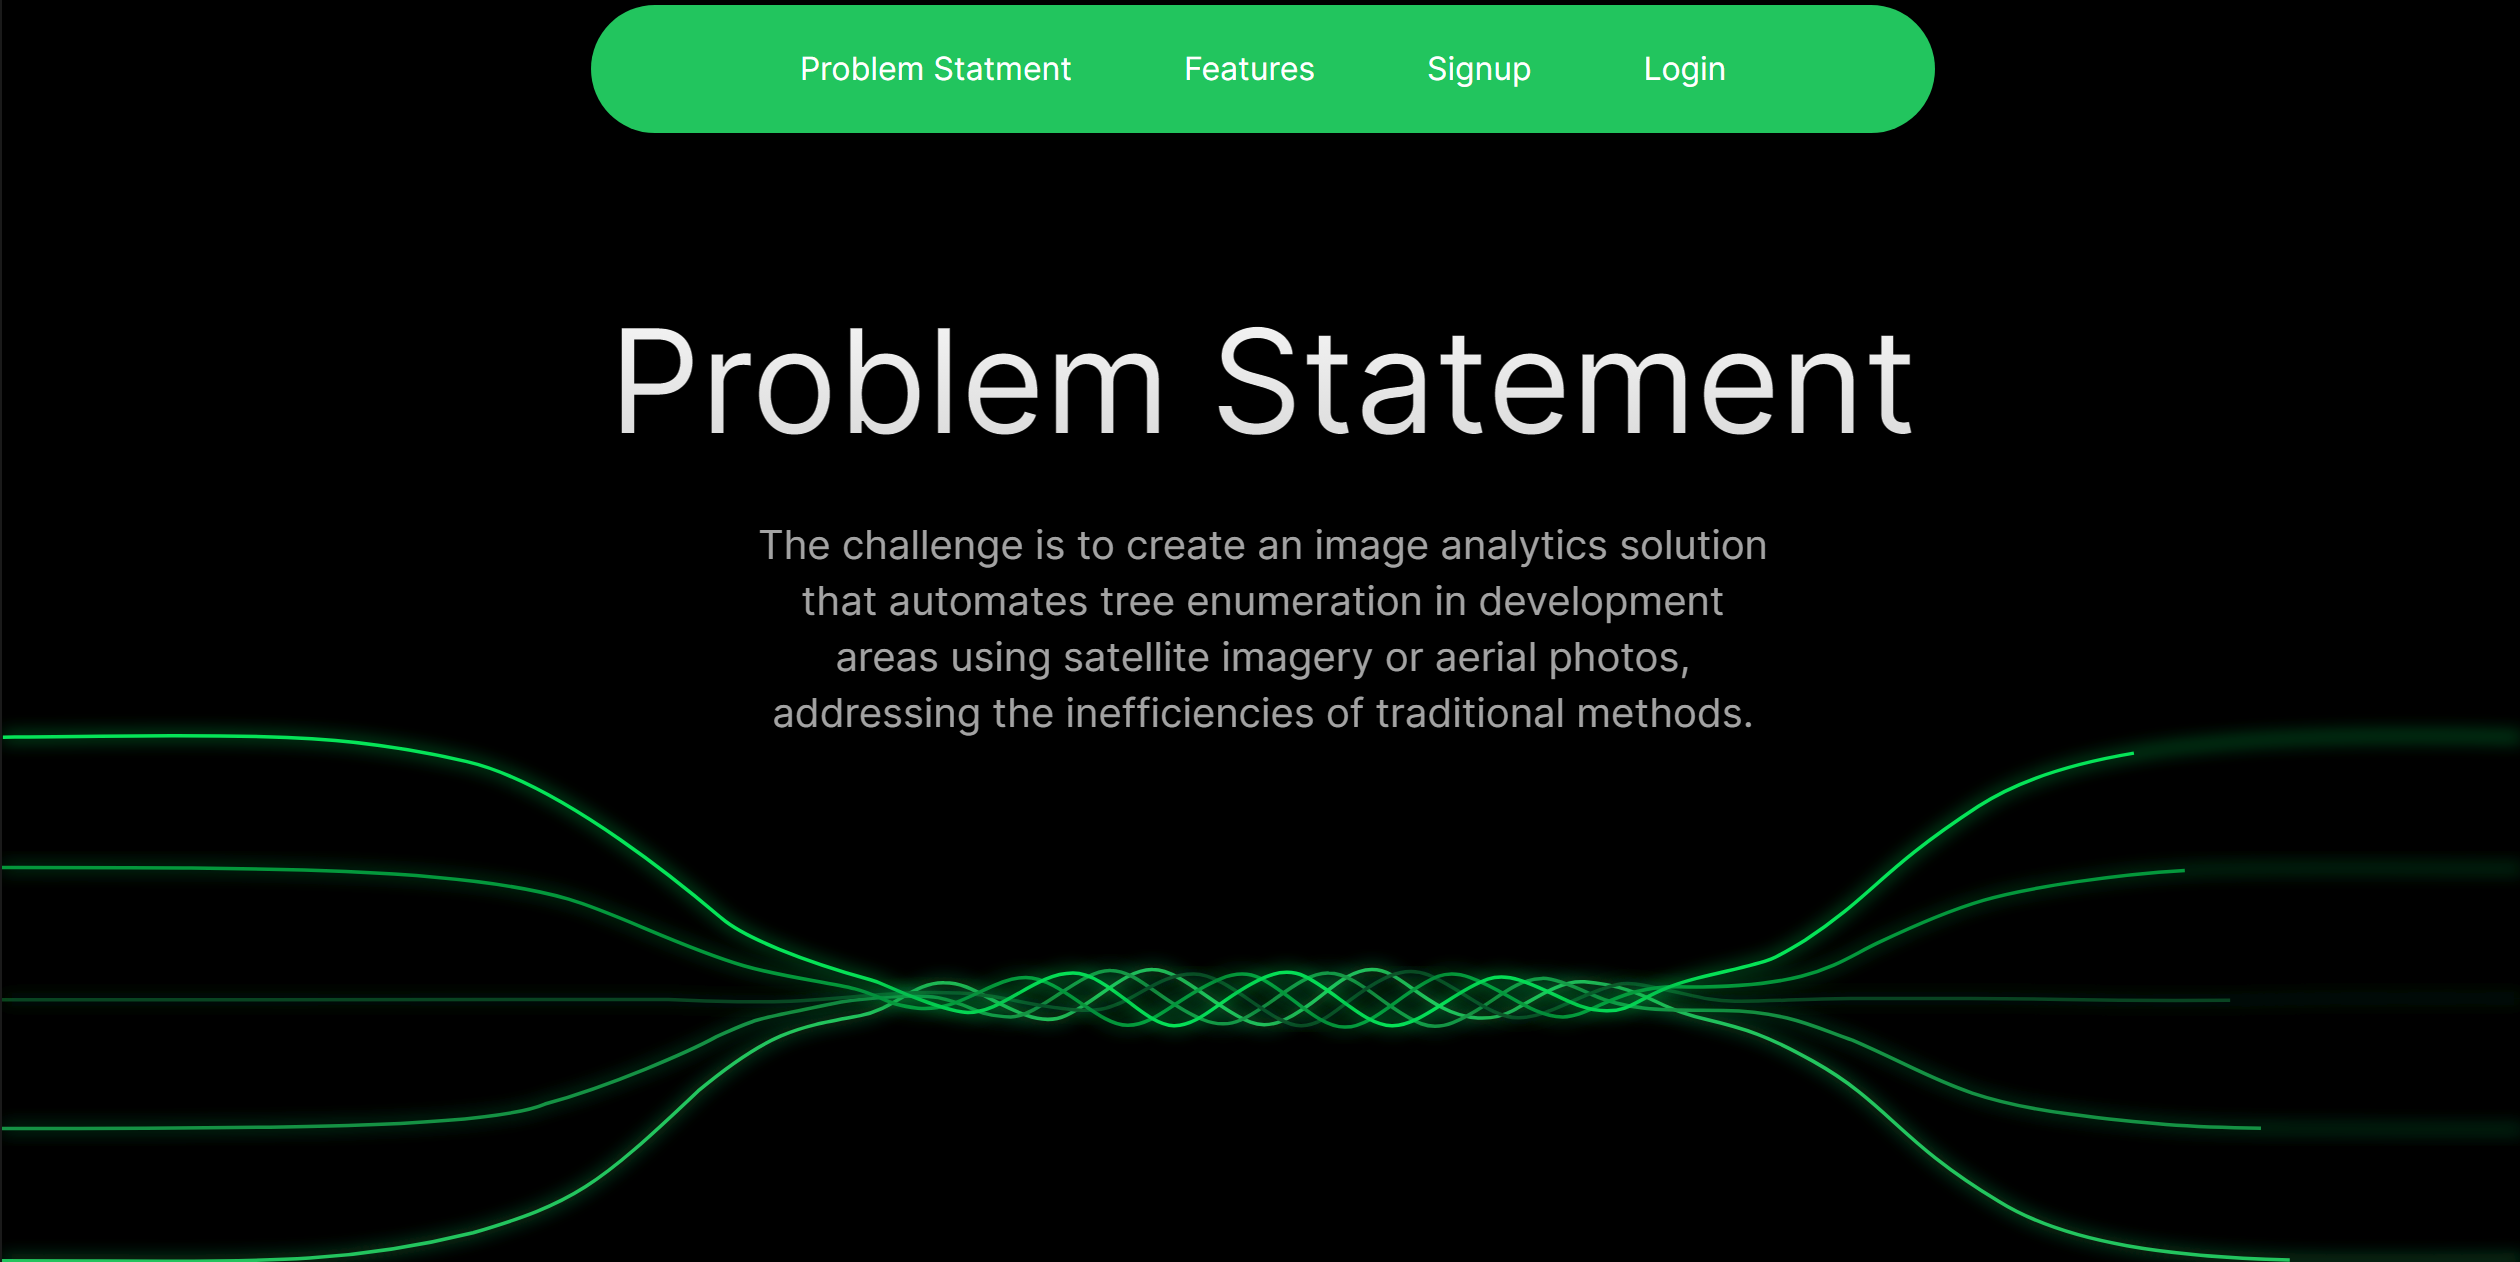 Problem Statment Features Signup Login
Problem Statement
The challenge is to create an image analytics solution
that automates tree enumeration in development
areas using satellite imagery or aerial photos,
addressing the inefficiencies of traditional methods.